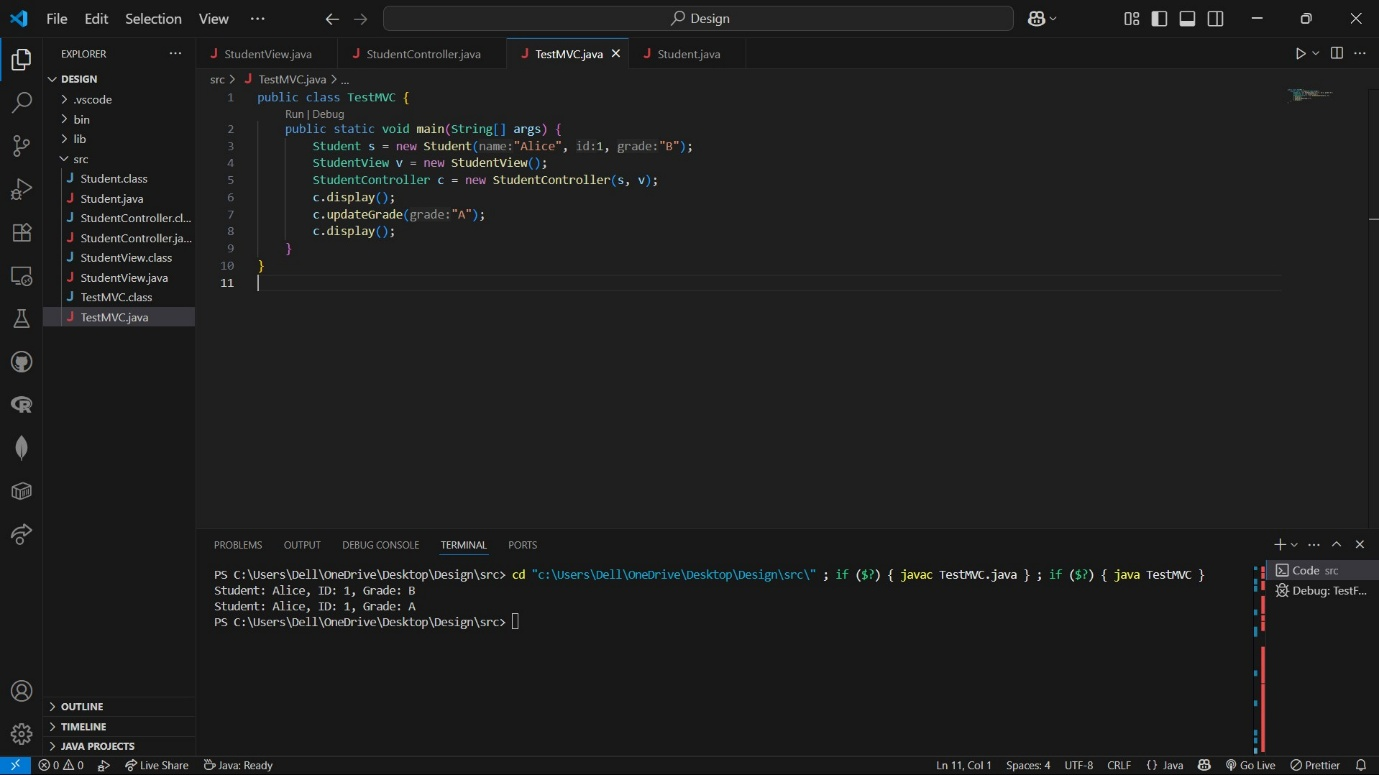 File Edit Selection View ··· Design
EXPLORER ···
DESIGN
.vscode
bin
lib
src
Student.class
Student.java
StudentController.cl...
StudentController.ja...
StudentView.class
StudentView.java
TestMVC.class
TestMVC.java
OUTLINE
TIMELINE
JAVA PROJECTS
J StudentView.java J StudentController.java J TestMVC.java J Student.java
src > J TestMVC.java > ...
1 public class TestMVC {
Run | Debug
2 public static void main(String[] args) {
3 Student s = new Student(name:"Alice", id:1, grade:"B");
4 StudentView v = new StudentView();
5 StudentController c = new StudentController(s, v);
6 c.display();
7 c.updateGrade(grade:"A");
8 c.display();
9 }
10 }
11
PROBLEMS OUTPUT DEBUG CONSOLE TERMINAL PORTS
PS C:\Users\Dell\OneDrive\Desktop\Design\src> cd "c:\Users\Dell\OneDrive\Desktop\Design\src\" ; if ($?) { javac TestMVC.java } ; if ($?) { java TestMVC }
Student: Alice, ID: 1, Grade: B
Student: Alice, ID: 1, Grade: A
PS C:\Users\Dell\OneDrive\Desktop\Design\src>
Code src
Debug: TestF...
0 0 Live Share Java: Ready Ln 11, Col 1 Spaces: 4 UTF-8 CRLF {} Java Go Live Prettier